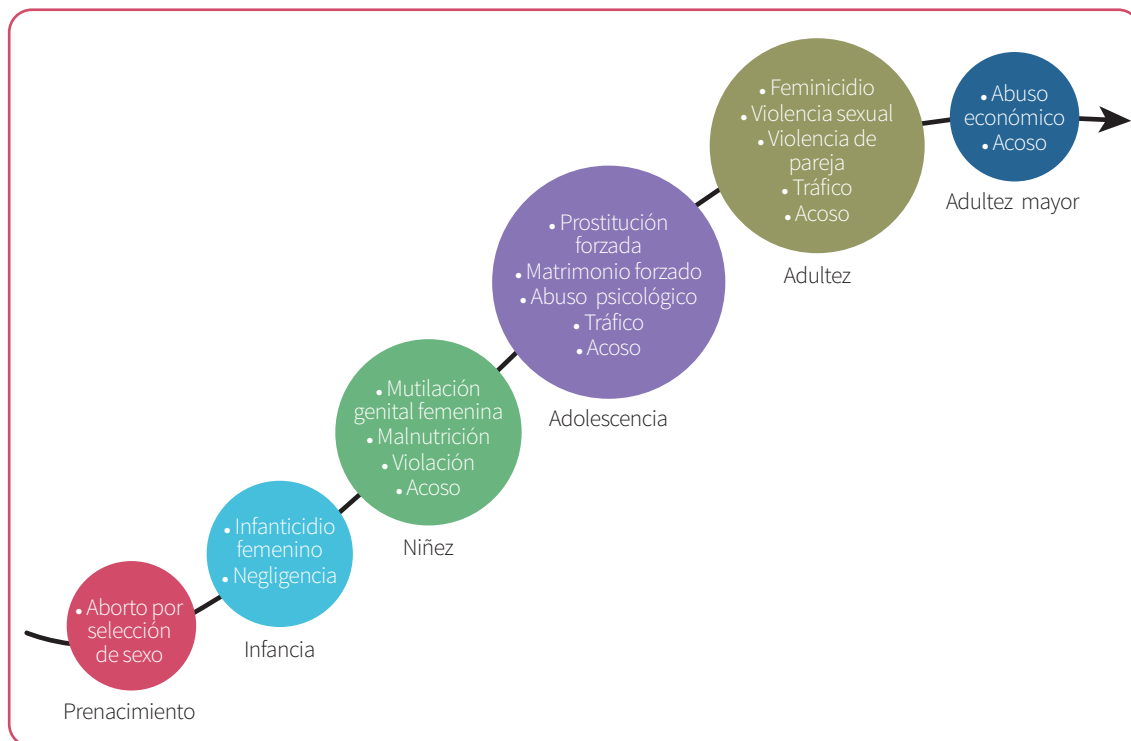 • Aborto por
selección
de sexo
Prenacimiento
• Infanticidio
femenino
• Negligencia
Infancia
• Mutilación
genital femenina
• Malnutrición
• Violación
• Acoso
Niñez
• Prostitución
forzada
• Matrimonio forzado
• Abuso psicológico
• Tráfico
• Acoso
Adolescencia
• Feminicidio
• Violencia sexual
• Violencia de
pareja
• Tráfico
• Acoso
Adultez
• Abuso
económico
• Acoso
Adultez mayor